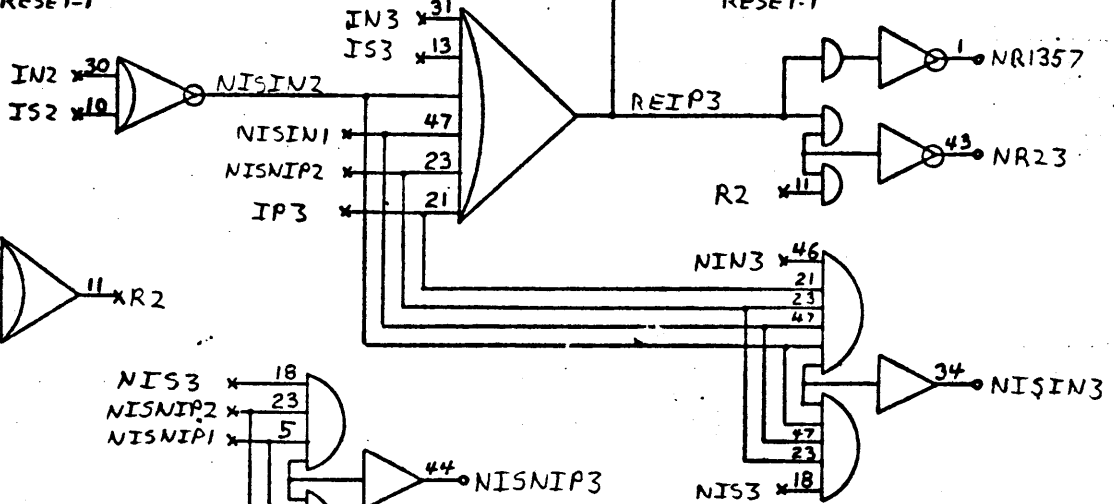 RESET-1
RESET-1
IN3 31
IS3 13
IN2 30
IS2 10
NISIN2
NISIN1 47
NISNIP2 23
IP3 21
REIP3
1 NR1357
43 NR23
R2 11
11 R2
NIN3 46
21
23
47
34 NISIN3
47
23
NIS3 18
NIS3 18
NISNIP2 23
NISNIP1 5
44 NISNIP3